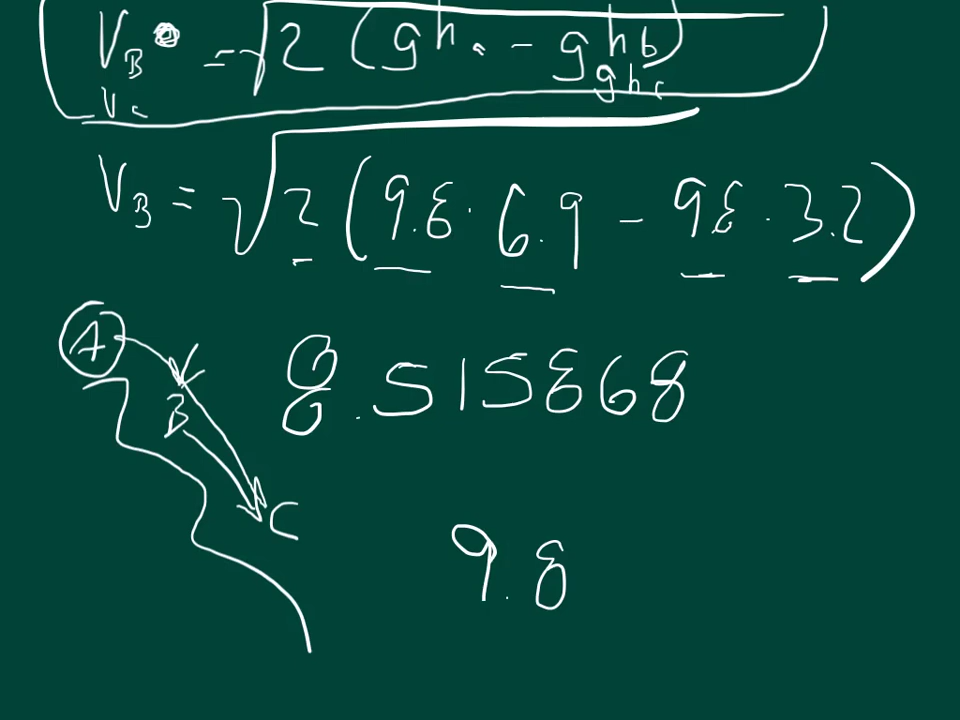 V_B = √2 (gh_a - gh_b)
V_c gh_c
V_B = √2 (9.8 · 6.9 - 9.8 · 3.2)
A
8.515868
B
C
9.8